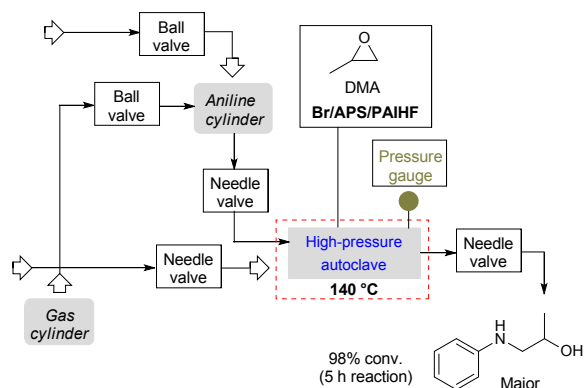 Ball
valve
Ball
valve
Aniline
cylinder
DMA
Br/APS/PAIHF
Pressure
gauge
Needle
valve
Needle
valve
High-pressure
autoclave
140 °C
Needle
valve
Gas
cylinder
98% conv.
(5 h reaction)
O
H
N
OH
Major